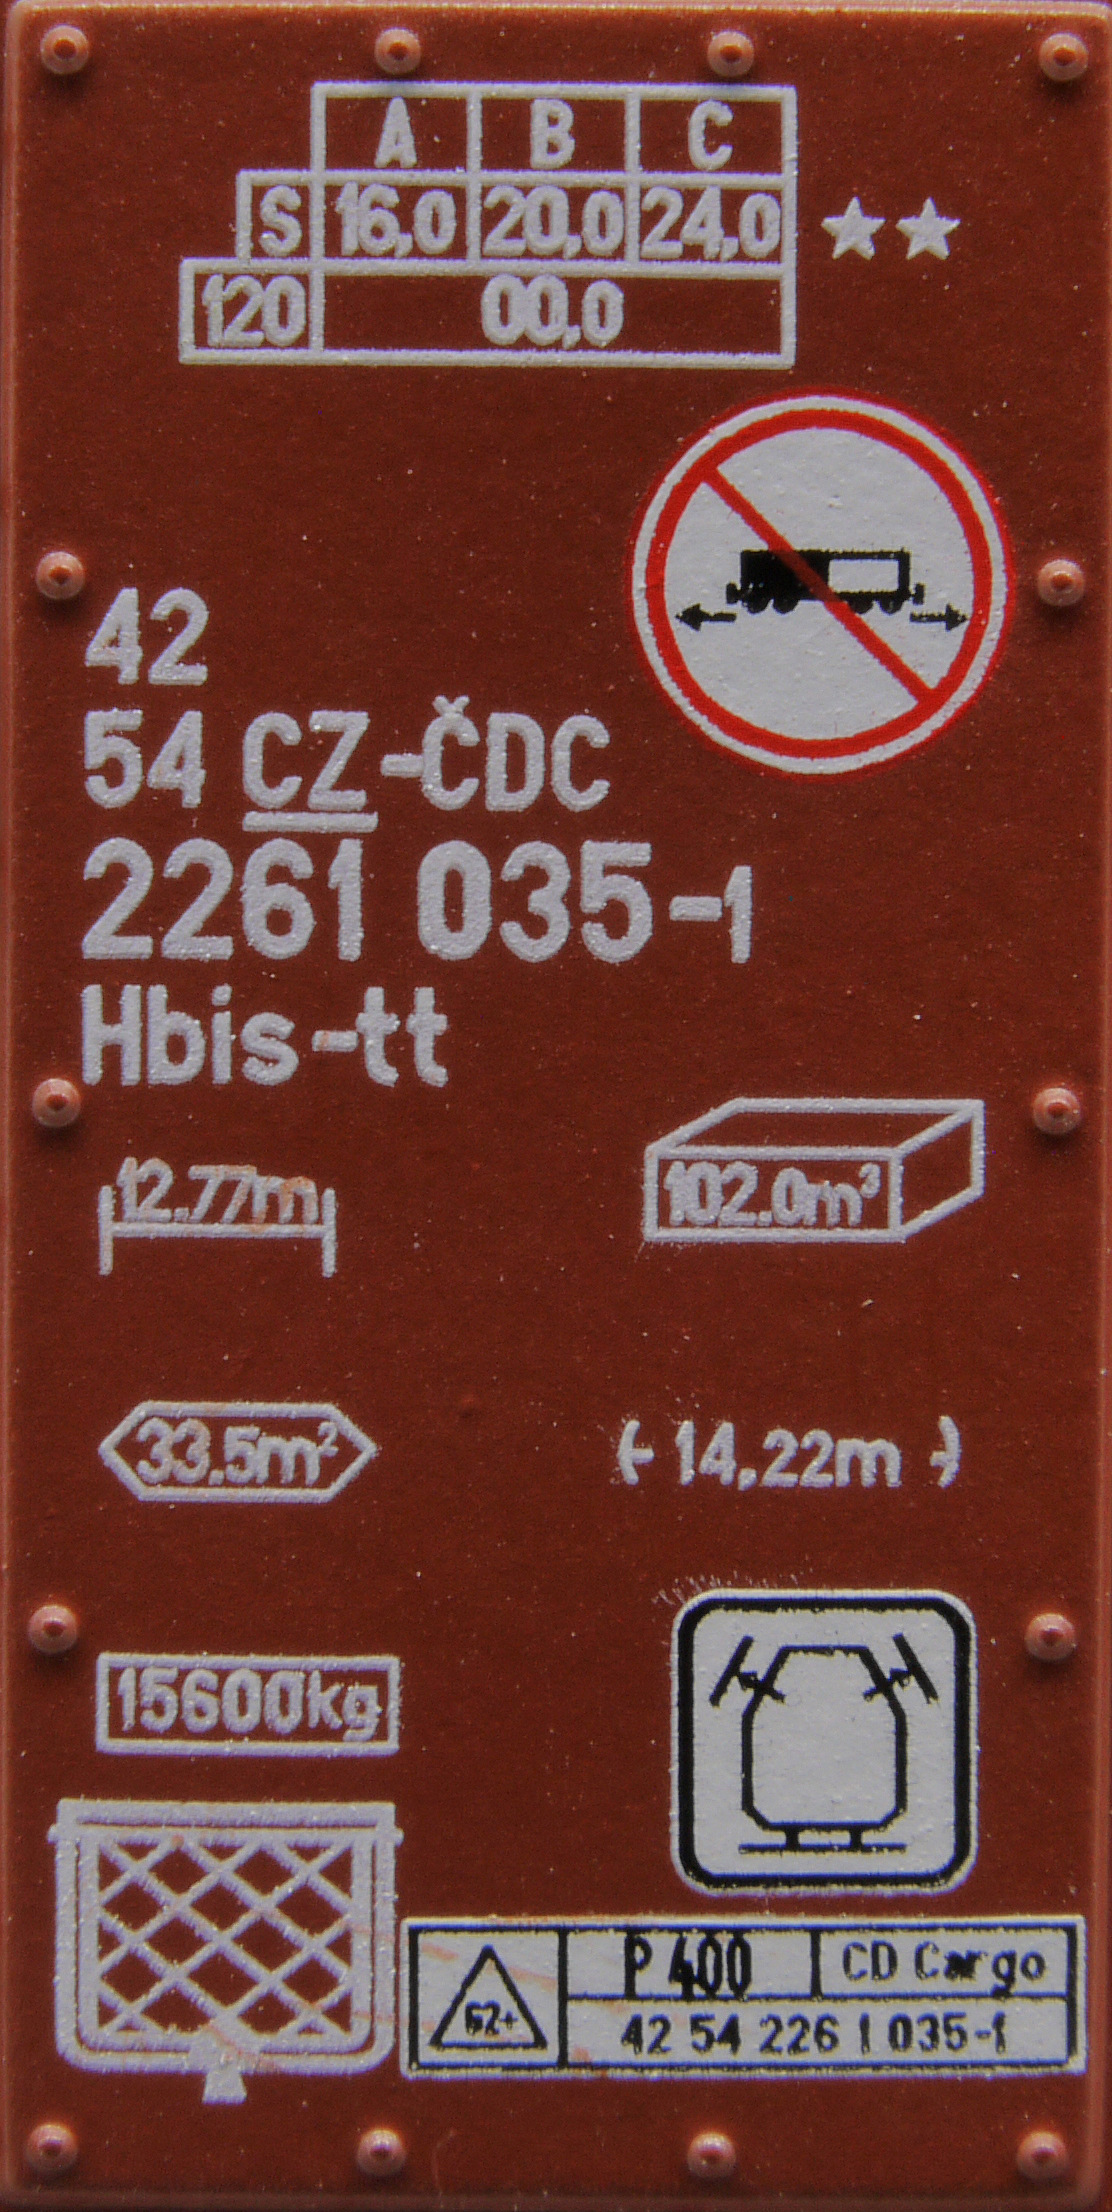 A B C
S 16,0 20,0 24,0 ★★
120 00,0
42
54 CZ-ČDC
2261 035-1
Hbis-tt
12.77m
102.0m³
33.5m²
(- 14,22m -)
15600kg
P 400 CD Cargo
G2+
42 54 226 1 035-1